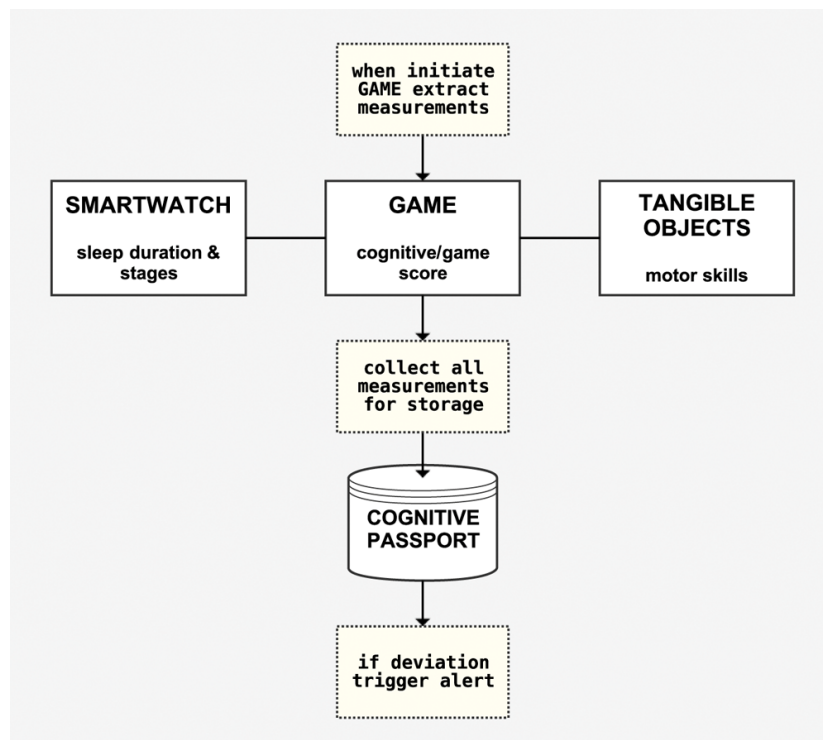 when initiate
GAME extract
measurements
SMARTWATCH
sleep duration &
stages
GAME
cognitive/game
score
TANGIBLE
OBJECTS
motor skills
collect all
measurements
for storage
COGNITIVE
PASSPORT
if deviation
trigger alert